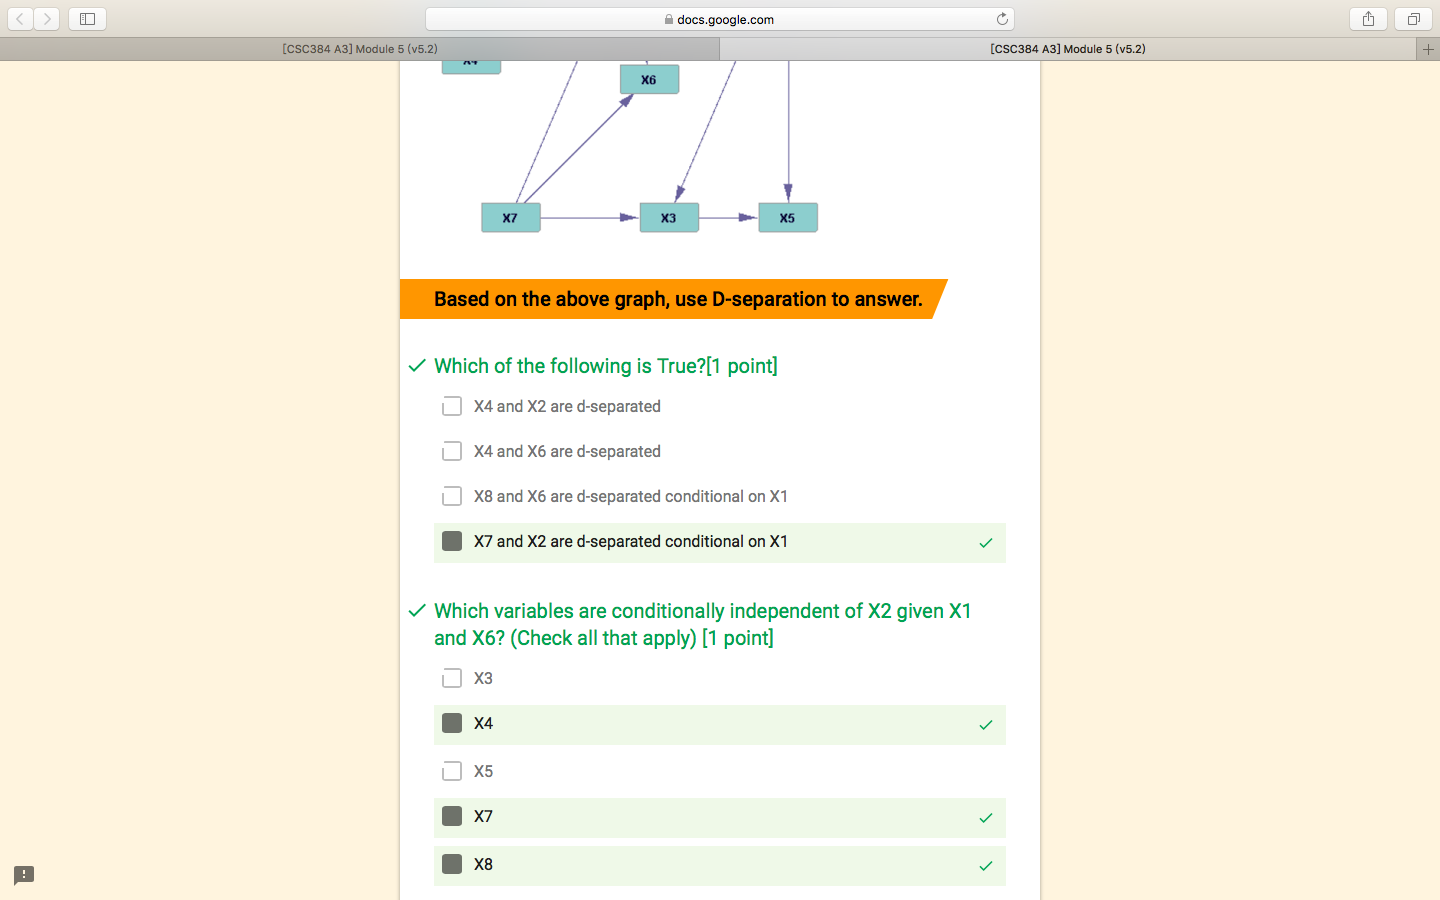 docs.google.com
[CSC384 A3] Module 5 (v5.2)
[CSC384 A3] Module 5 (v5.2)
X4
X6
X7
X3
X5
Based on the above graph, use D-separation to answer.
Which of the following is True?[1 point]
X4 and X2 are d-separated
X4 and X6 are d-separated
X8 and X6 are d-separated conditional on X1
X7 and X2 are d-separated conditional on X1
Which variables are conditionally independent of X2 given X1
and X6? (Check all that apply) [1 point]
X3
X4
X5
X7
X8